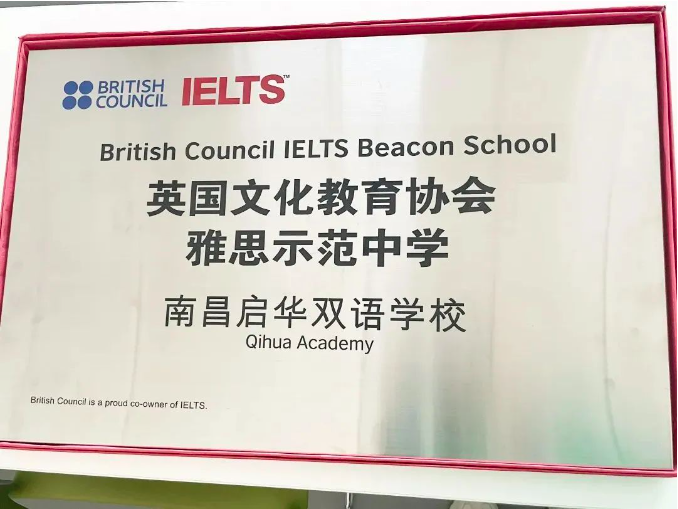 BRITISH COUNCIL IELTS™
British Council IELTS Beacon School
英国文化教育协会
雅思示范中学
南昌启华双语学校
Qihua Academy
British Council is a proud co-owner of IELTS.